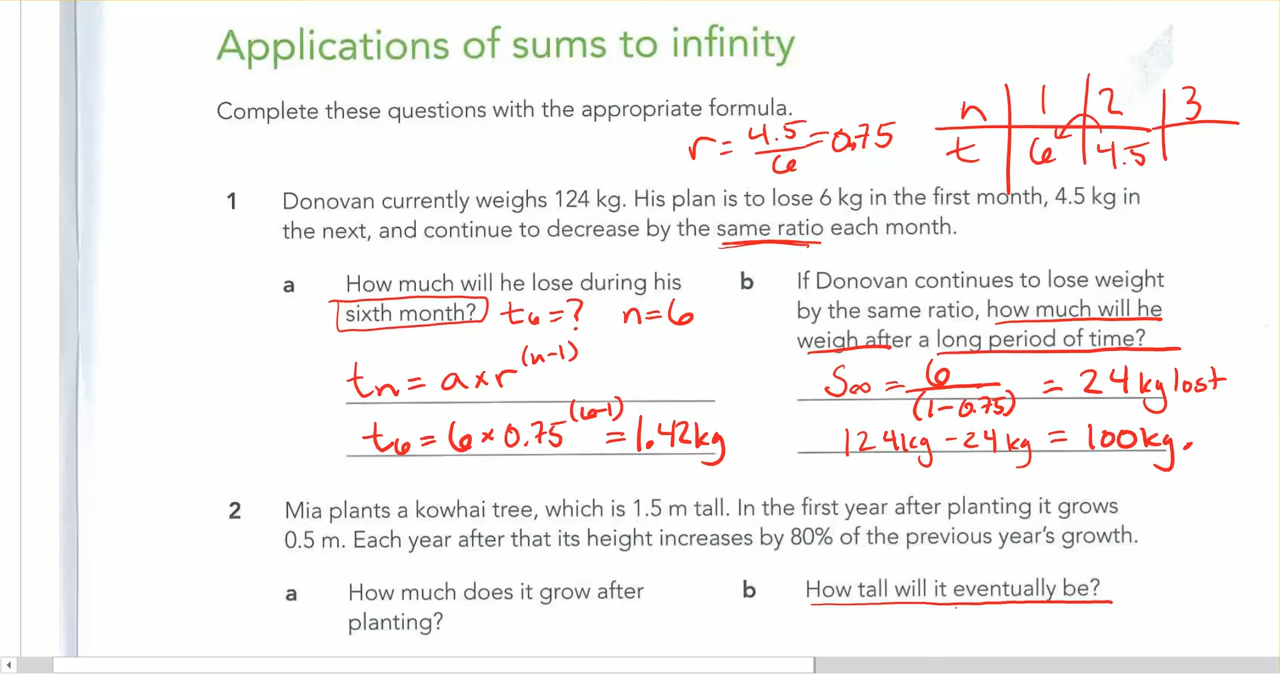 Applications of sums to infinity
Complete these questions with the appropriate formula.
n | 1 | 2 | 3
t | 6 | 4.5 |
r = 4.5/6 = 0.75
1 Donovan currently weighs 124 kg. His plan is to lose 6 kg in the first month, 4.5 kg in
the next, and continue to decrease by the same ratio each month.
a How much will he lose during his
sixth month? t₆ = ? n = 6
tₙ = a × r^(n-1)
t₆ = 6 × 0.75^(6-1) = 1.42 kg
b If Donovan continues to lose weight
by the same ratio, how much will he
weigh after a long period of time?
S∞ = 6/(1 - 0.75) = 24 kg lost
124 kg - 24 kg = 100 kg.
2 Mia plants a kowhai tree, which is 1.5 m tall. In the first year after planting it grows
0.5 m. Each year after that its height increases by 80% of the previous year's growth.
a How much does it grow after
planting?
b How tall will it eventually be?